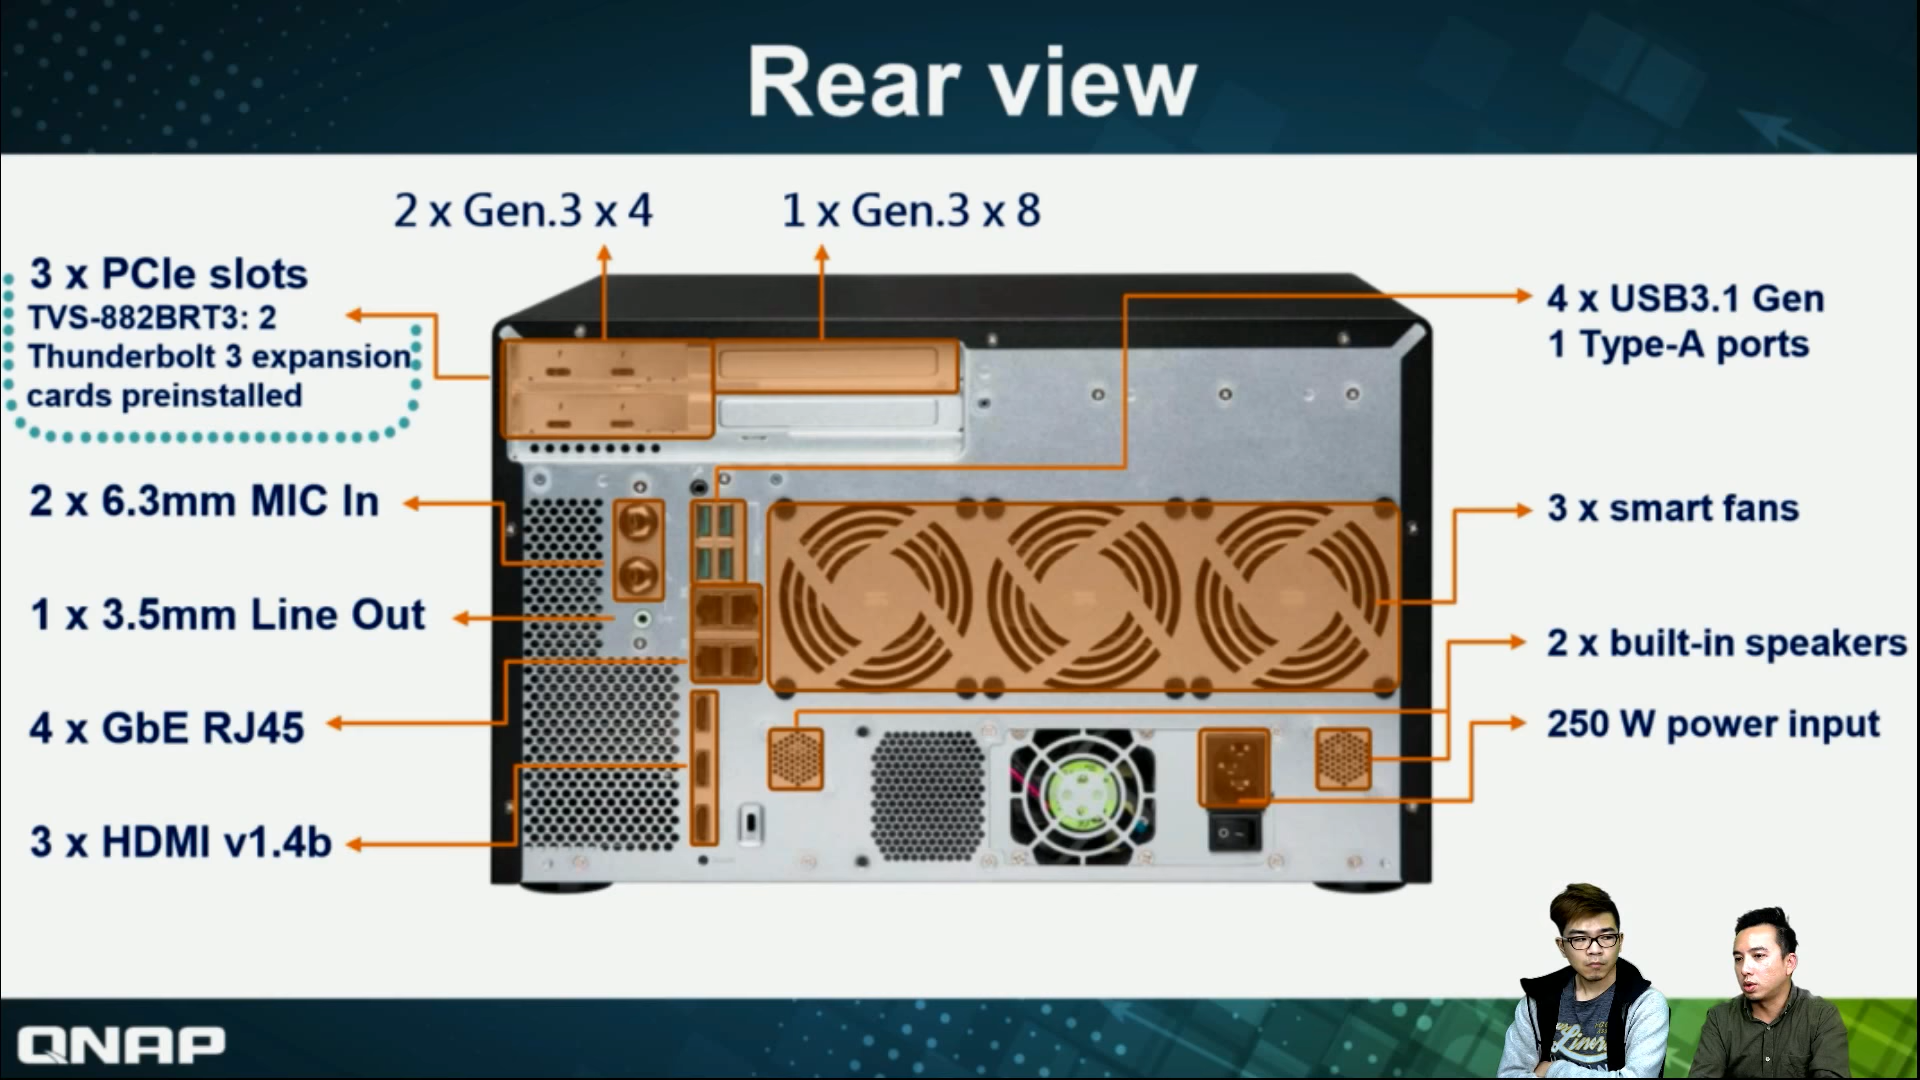 Rear view
2 x Gen.3 x 4
1 x Gen.3 x 8
3 x PCIe slots
TVS-882BRT3: 2
Thunderbolt 3 expansion
cards preinstalled
2 x 6.3mm MIC In
1 x 3.5mm Line Out
4 x GbE RJ45
3 x HDMI v1.4b
4 x USB3.1 Gen
1 Type-A ports
3 x smart fans
2 x built-in speakers
250 W power input
QNAP